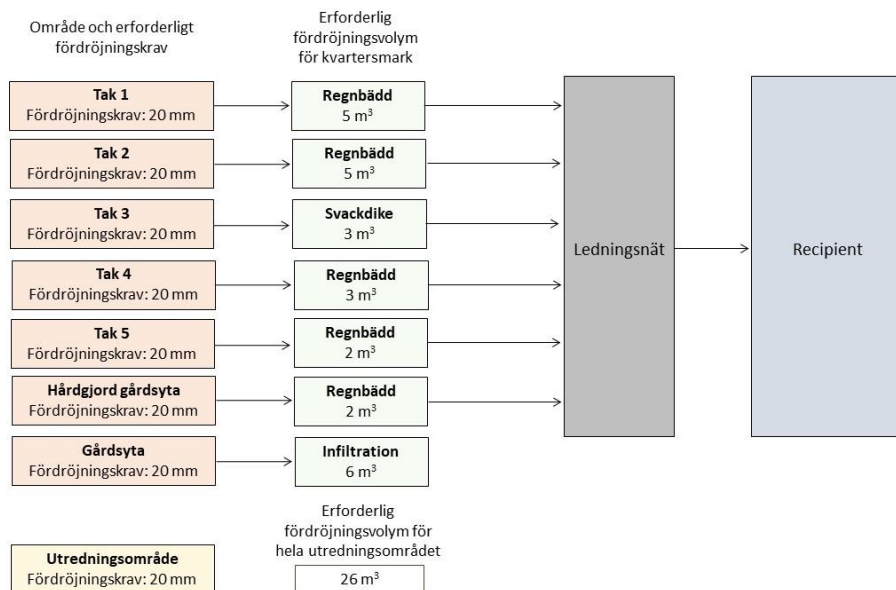 Område och erforderligt
fördröjningskrav
Erforderlig
fördröjningsvolym
för kvartersmark
Tak 1
Fördröjningskrav: 20 mm
Regnbädd
5 m³
Tak 2
Fördröjningskrav: 20 mm
Regnbädd
5 m³
Tak 3
Fördröjningskrav: 20 mm
Svackdike
3 m³
Tak 4
Fördröjningskrav: 20 mm
Regnbädd
3 m³
Tak 5
Fördröjningskrav: 20 mm
Regnbädd
2 m³
Hårdgjord gårdsyta
Fördröjningskrav: 20 mm
Regnbädd
2 m³
Gårdsyta
Fördröjningskrav: 20 mm
Infiltration
6 m³
Ledningsnät
Recipient
Erforderlig
fördröjningsvolym för
hela utredningsområdet
Utredningsområde
Fördröjningskrav: 20 mm
26 m³